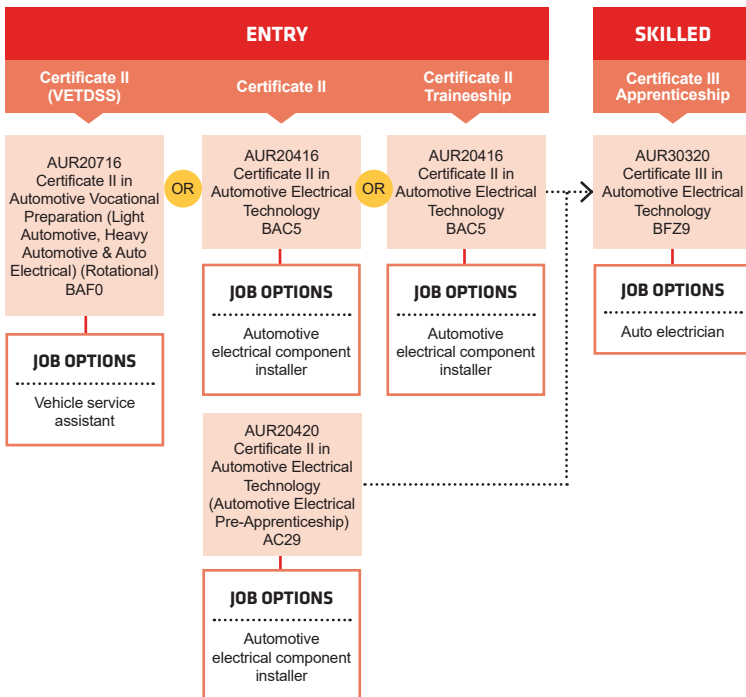 ENTRY
SKILLED
Certificate II
(VETDSS)
Certificate II
Certificate II
Traineeship
Certificate III
Apprenticeship
AUR20716
Certificate II in
Automotive Vocational
Preparation (Light
Automotive, Heavy
Automotive & Auto
Electrical) (Rotational)
BAF0
JOB OPTIONS
Vehicle service
assistant
OR
AUR20416
Certificate II in
Automotive Electrical
Technology
BAC5
JOB OPTIONS
Automotive
electrical component
installer
OR
AUR20416
Certificate II in
Automotive Electrical
Technology
BAC5
JOB OPTIONS
Automotive
electrical component
installer
AUR30320
Certificate III in
Automotive Electrical
Technology
BFZ9
JOB OPTIONS
Auto electrician
AUR20420
Certificate II in
Automotive Electrical
Technology
(Automotive Electrical
Pre-Apprenticeship)
AC29
JOB OPTIONS
Automotive
electrical component
installer